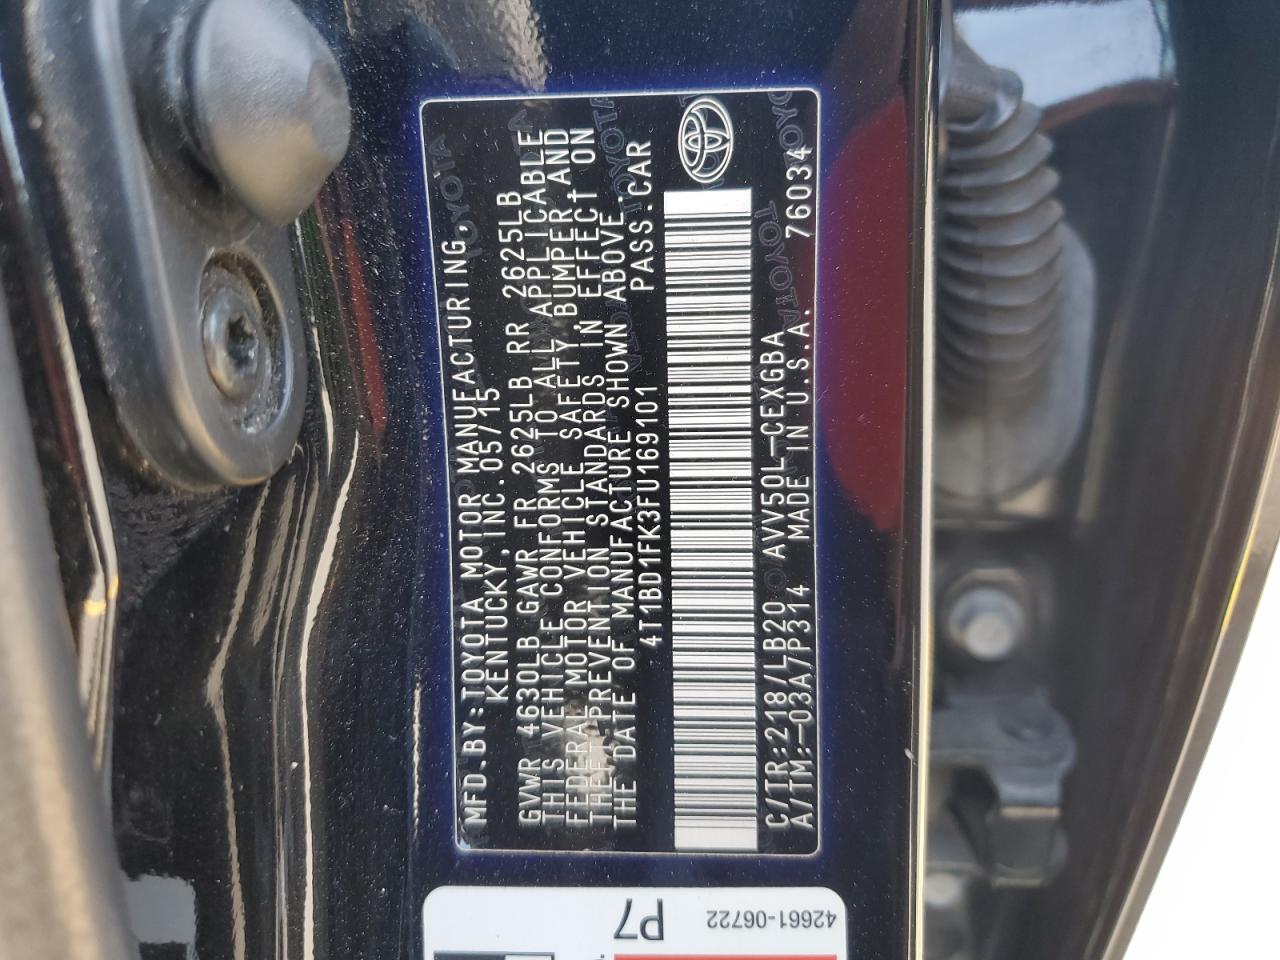 MFD.BY:TOYOTA MOTOR MANUFACTURING,
KENTUCKY,INC.05/15
GVWR 4630LB GAWR FR 2625LB RR 2625LB
THIS VEHICLE CONFORMS TO ALL APPLICABLE
FEDERAL MOTOR VEHICLE SAFETY,BUMPER AND
THEFT PREVENTION STANDARDS IN EFFECT ON
THE DATE OF MANUFACTURE SHOWN ABOVE.
4T1BD1FK3FU169101 PASS.CAR
C/TR:218/LB20 AVV50L-CEXGBA
A/TM:-03A/P314 MADE IN U.S.A. 76034
P7
42661-06722